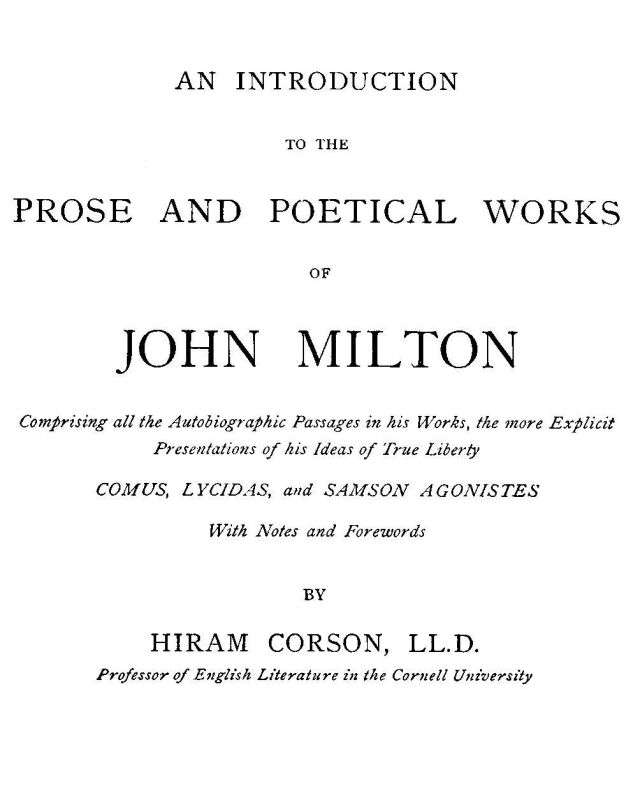 AN INTRODUCTION
TO THE
PROSE AND POETICAL WORKS
OF
JOHN MILTON
Comprising all the Autobiographic Passages in his Works, the more Explicit
Presentations of his Ideas of True Liberty
COMUS, LYCIDAS, and SAMSON AGONISTES
With Notes and Forewords
BY
HIRAM CORSON, LL.D.
Professor of English Literature in the Cornell University